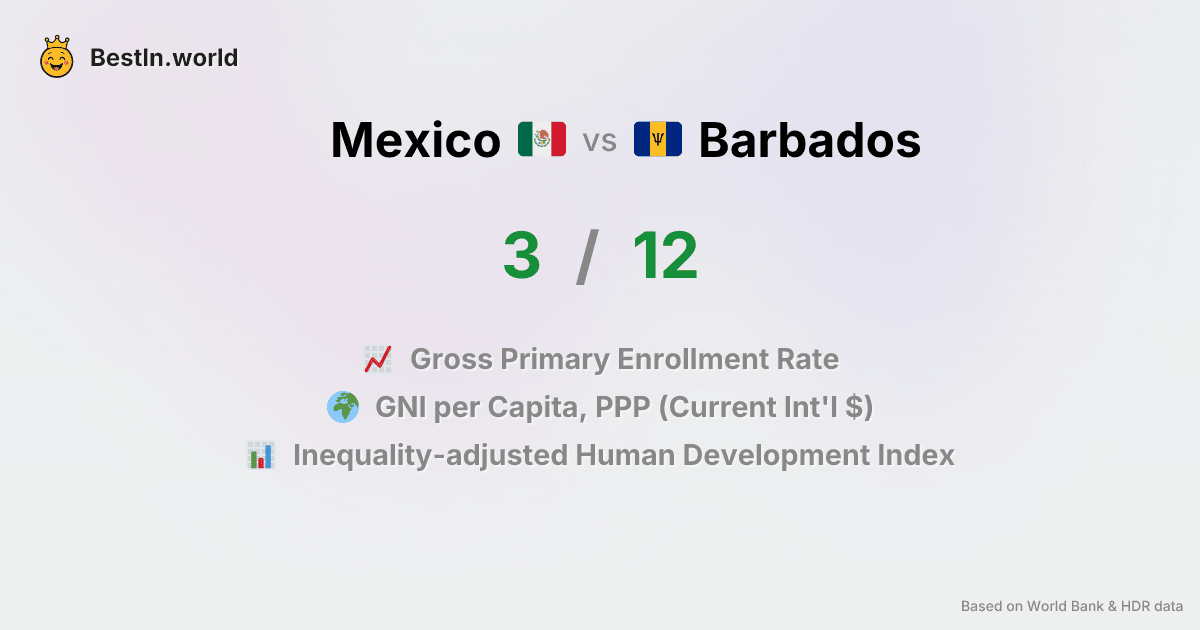 BestIn.world
Mexico vs Barbados
3 / 12
Gross Primary Enrollment Rate
GNI per Capita, PPP (Current Int'l $)
Inequality-adjusted Human Development Index
Based on World Bank & HDR data